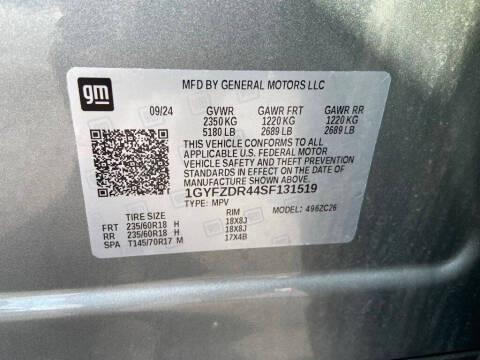 gm
MFD BY GENERAL MOTORS LLC
09/24 GVWR GAWR FRT GAWR RR
2350 KG 1220 KG 1220 KG
5180 LB 2689 LB 2689 LB
THIS VEHICLE CONFORMS TO ALL
APPLICABLE U.S. FEDERAL MOTOR
VEHICLE SAFETY AND THEFT PREVENTION
STANDARDS IN EFFECT ON THE DATE OF
MANUFACTURE SHOWN ABOVE.
1GYFZDR44SF131519
TYPE: MPV MODEL: 496ZC26
TIRE SIZE RIM
FRT 235/60R18 H 18X8J
RR 235/60R18 H 18X8J
SPA T145/70R17 M 17X4B